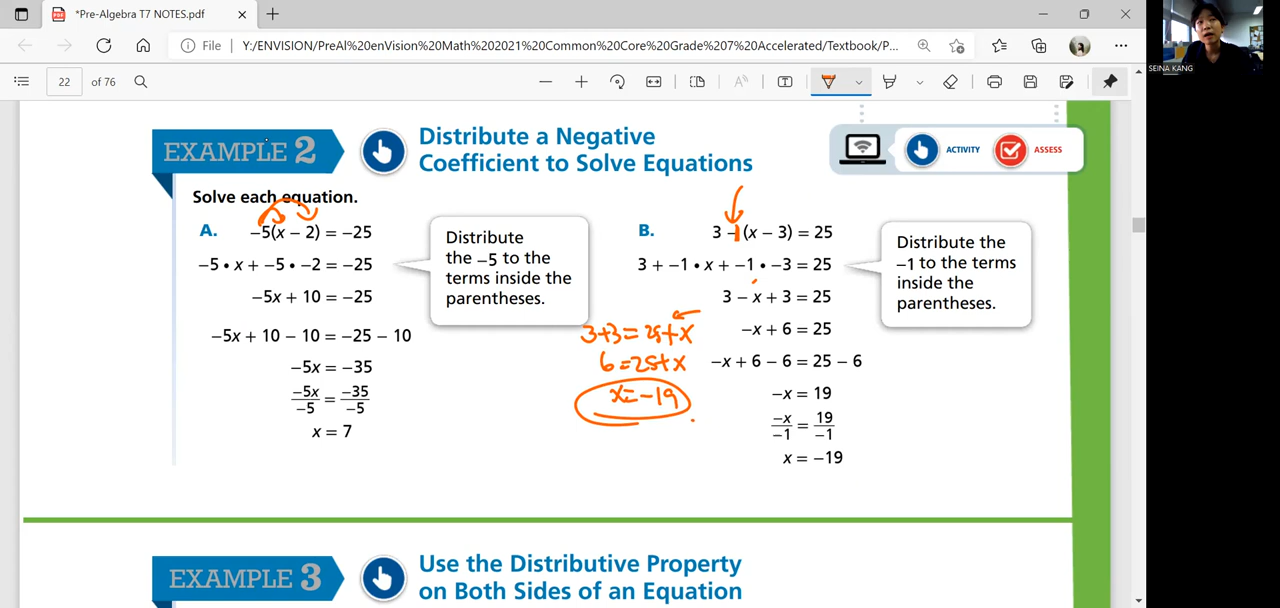 *Pre-Algebra T7 NOTES.pdf
File Y:/ENVISION/PreAl%20enVision%20Math%202021%20Common%20Core%20Grade%207%20Accelerated/Textbook/P...
22 of 76
SEINA KANG
EXAMPLE 2
Distribute a Negative
Coefficient to Solve Equations
ACTIVITY
ASSESS
Solve each equation.
A. −5(x − 2) = −25
−5 • x + −5 • −2 = −25
−5x + 10 = −25
−5x + 10 − 10 = −25 − 10
−5x = −35
−5x/−5 = −35/−5
x = 7
Distribute
the −5 to the
terms inside the
parentheses.
B. 3 − 1(x − 3) = 25
3 + −1 • x + −1 • −3 = 25
3 − x + 3 = 25
−x + 6 = 25
−x + 6 − 6 = 25 − 6
−x = 19
−x/−1 = 19/−1
x = −19
3+3 = 25+x
6=25+x
x=−19
Distribute the
−1 to the terms
inside the
parentheses.
EXAMPLE 3
Use the Distributive Property
on Both Sides of an Equation